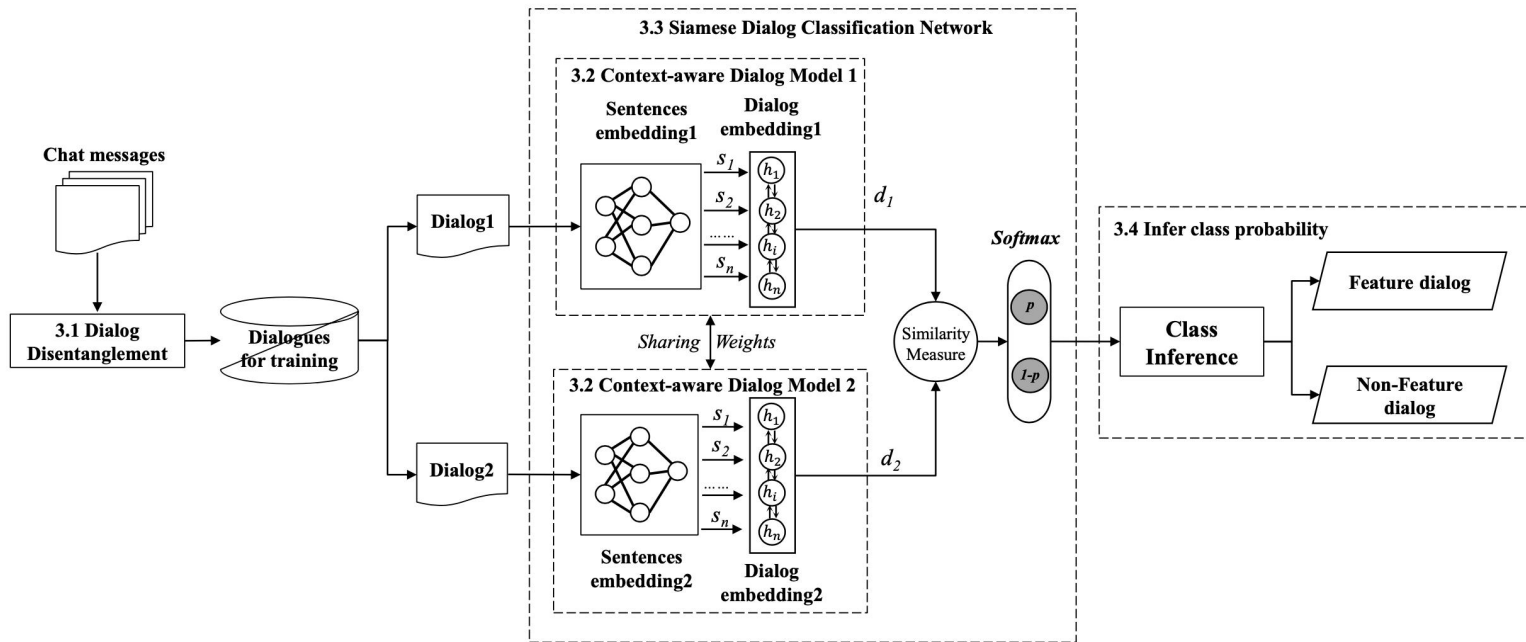 3.3 Siamese Dialog Classification Network
3.2 Context-aware Dialog Model 1
Sentences
embedding1
Dialog
embedding1
Chat messages
s1
s2
......
sn
h1
h2
hi
hn
d1
Dialog1
3.1 Dialog
Disentanglement
Dialogues
for training
Sharing Weights
Similarity
Measure
Softmax
p
1-p
3.4 Infer class probability
Class
Inference
Feature dialog
Non-Feature
dialog
3.2 Context-aware Dialog Model 2
s1
s2
......
sn
h1
h2
hi
hn
d2
Dialog2
Sentences
embedding2
Dialog
embedding2